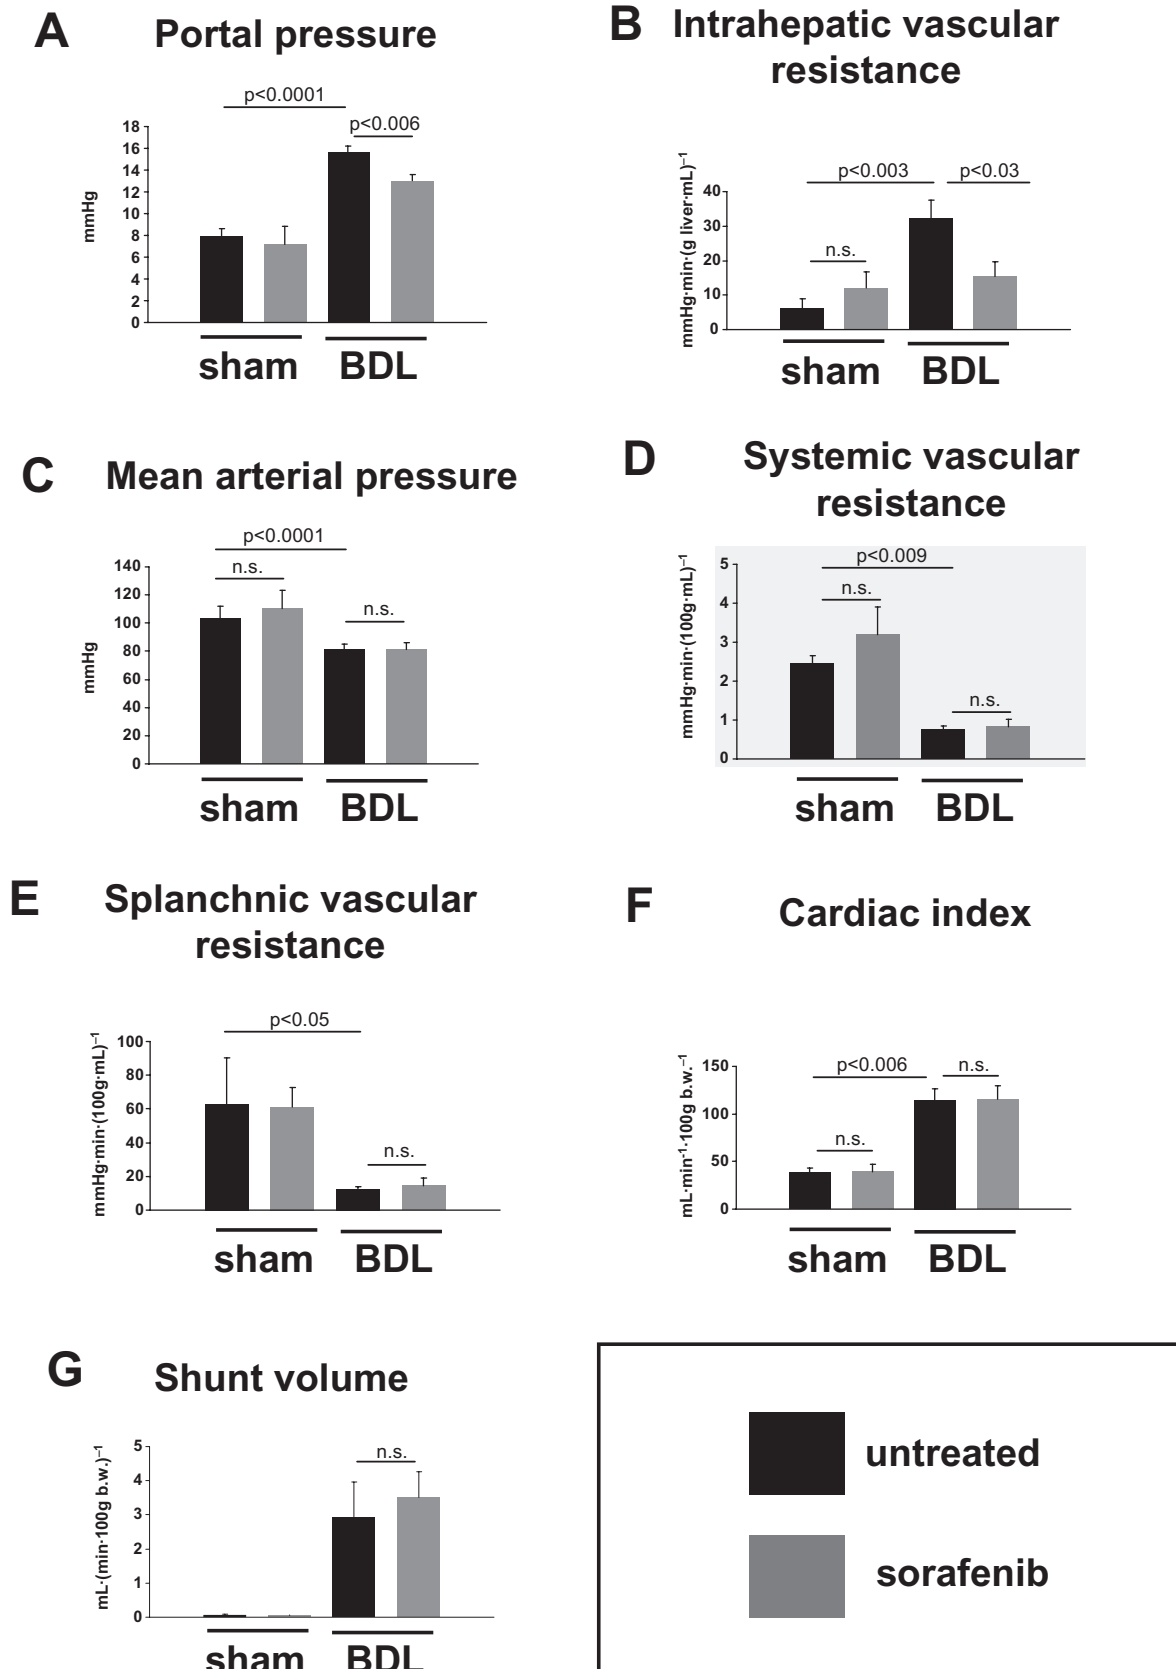 A Portal pressure
p<0.0001
p<0.006
18
16
14
12
10
8
6
4
2
0
mmHg
sham BDL
B Intrahepatic vascular
resistance
p<0.003 p<0.03
n.s.
40
30
20
10
0
mmHg·min·(g liver·mL)⁻¹
sham BDL
C Mean arterial pressure
p<0.0001
n.s.
n.s.
140
120
100
80
60
40
20
0
mmHg
sham BDL
D Systemic vascular
resistance
p<0.009
n.s.
n.s.
5
4
3
2
1
0
mmHg·min·(100g·mL)⁻¹
sham BDL
E Splanchnic vascular
resistance
p<0.05
n.s.
100
80
60
40
20
0
mmHg·min·(100g·mL)⁻¹
sham BDL
F Cardiac index
p<0.006 n.s.
n.s.
150
100
50
0
mL·min⁻¹·100g b.w.⁻¹
sham BDL
G Shunt volume
n.s.
5
4
3
2
1
0
mL·(min·100g b.w.)⁻¹
sham BDL
untreated
sorafenib